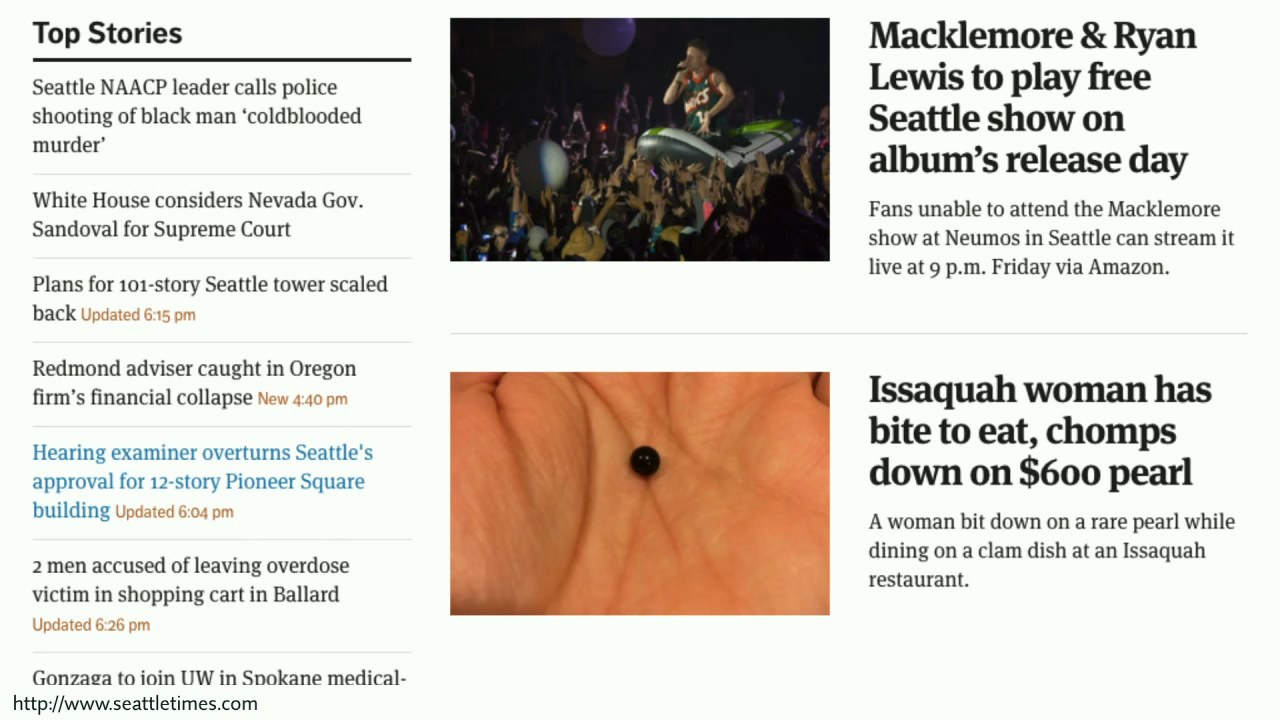 Top Stories
Seattle NAACP leader calls police
shooting of black man ‘coldblooded
murder’
White House considers Nevada Gov.
Sandoval for Supreme Court
Plans for 101-story Seattle tower scaled
back Updated 6:15 pm
Redmond adviser caught in Oregon
firm’s financial collapse New 4:40 pm
Hearing examiner overturns Seattle's
approval for 12-story Pioneer Square
building Updated 6:04 pm
2 men accused of leaving overdose
victim in shopping cart in Ballard
Updated 6:26 pm
Gonzaga to join UW in Spokane medical-
Macklemore & Ryan
Lewis to play free
Seattle show on
album’s release day
Fans unable to attend the Macklemore
show at Neumos in Seattle can stream it
live at 9 p.m. Friday via Amazon.
Issaquah woman has
bite to eat, chomps
down on $600 pearl
A woman bit down on a rare pearl while
dining on a clam dish at an Issaquah
restaurant.
http://www.seattletimes.com